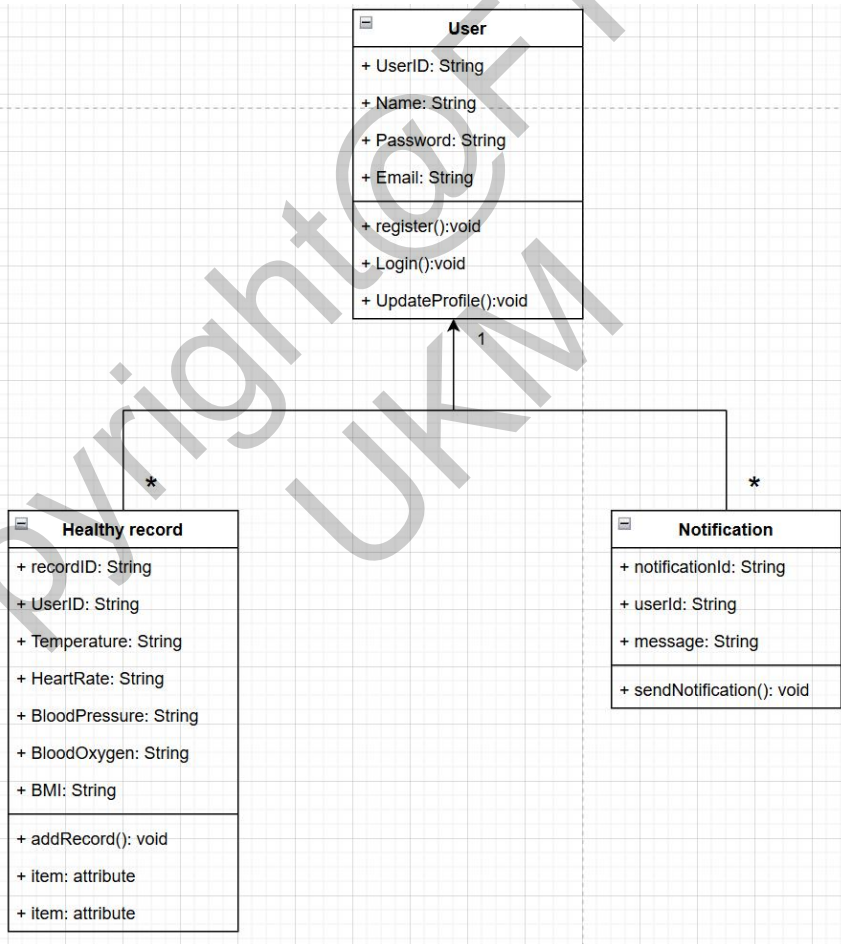 User
+ UserID: String
+ Name: String
+ Password: String
+ Email: String
+ register():void
+ Login():void
+ UpdateProfile():void
1
*
*
Healthy record
+ recordID: String
+ UserID: String
+ Temperature: String
+ HeartRate: String
+ BloodPressure: String
+ BloodOxygen: String
+ BMI: String
+ addRecord(): void
+ item: attribute
+ item: attribute
Notification
+ notificationId: String
+ userId: String
+ message: String
+ sendNotification(): void
pyright@F
UKM